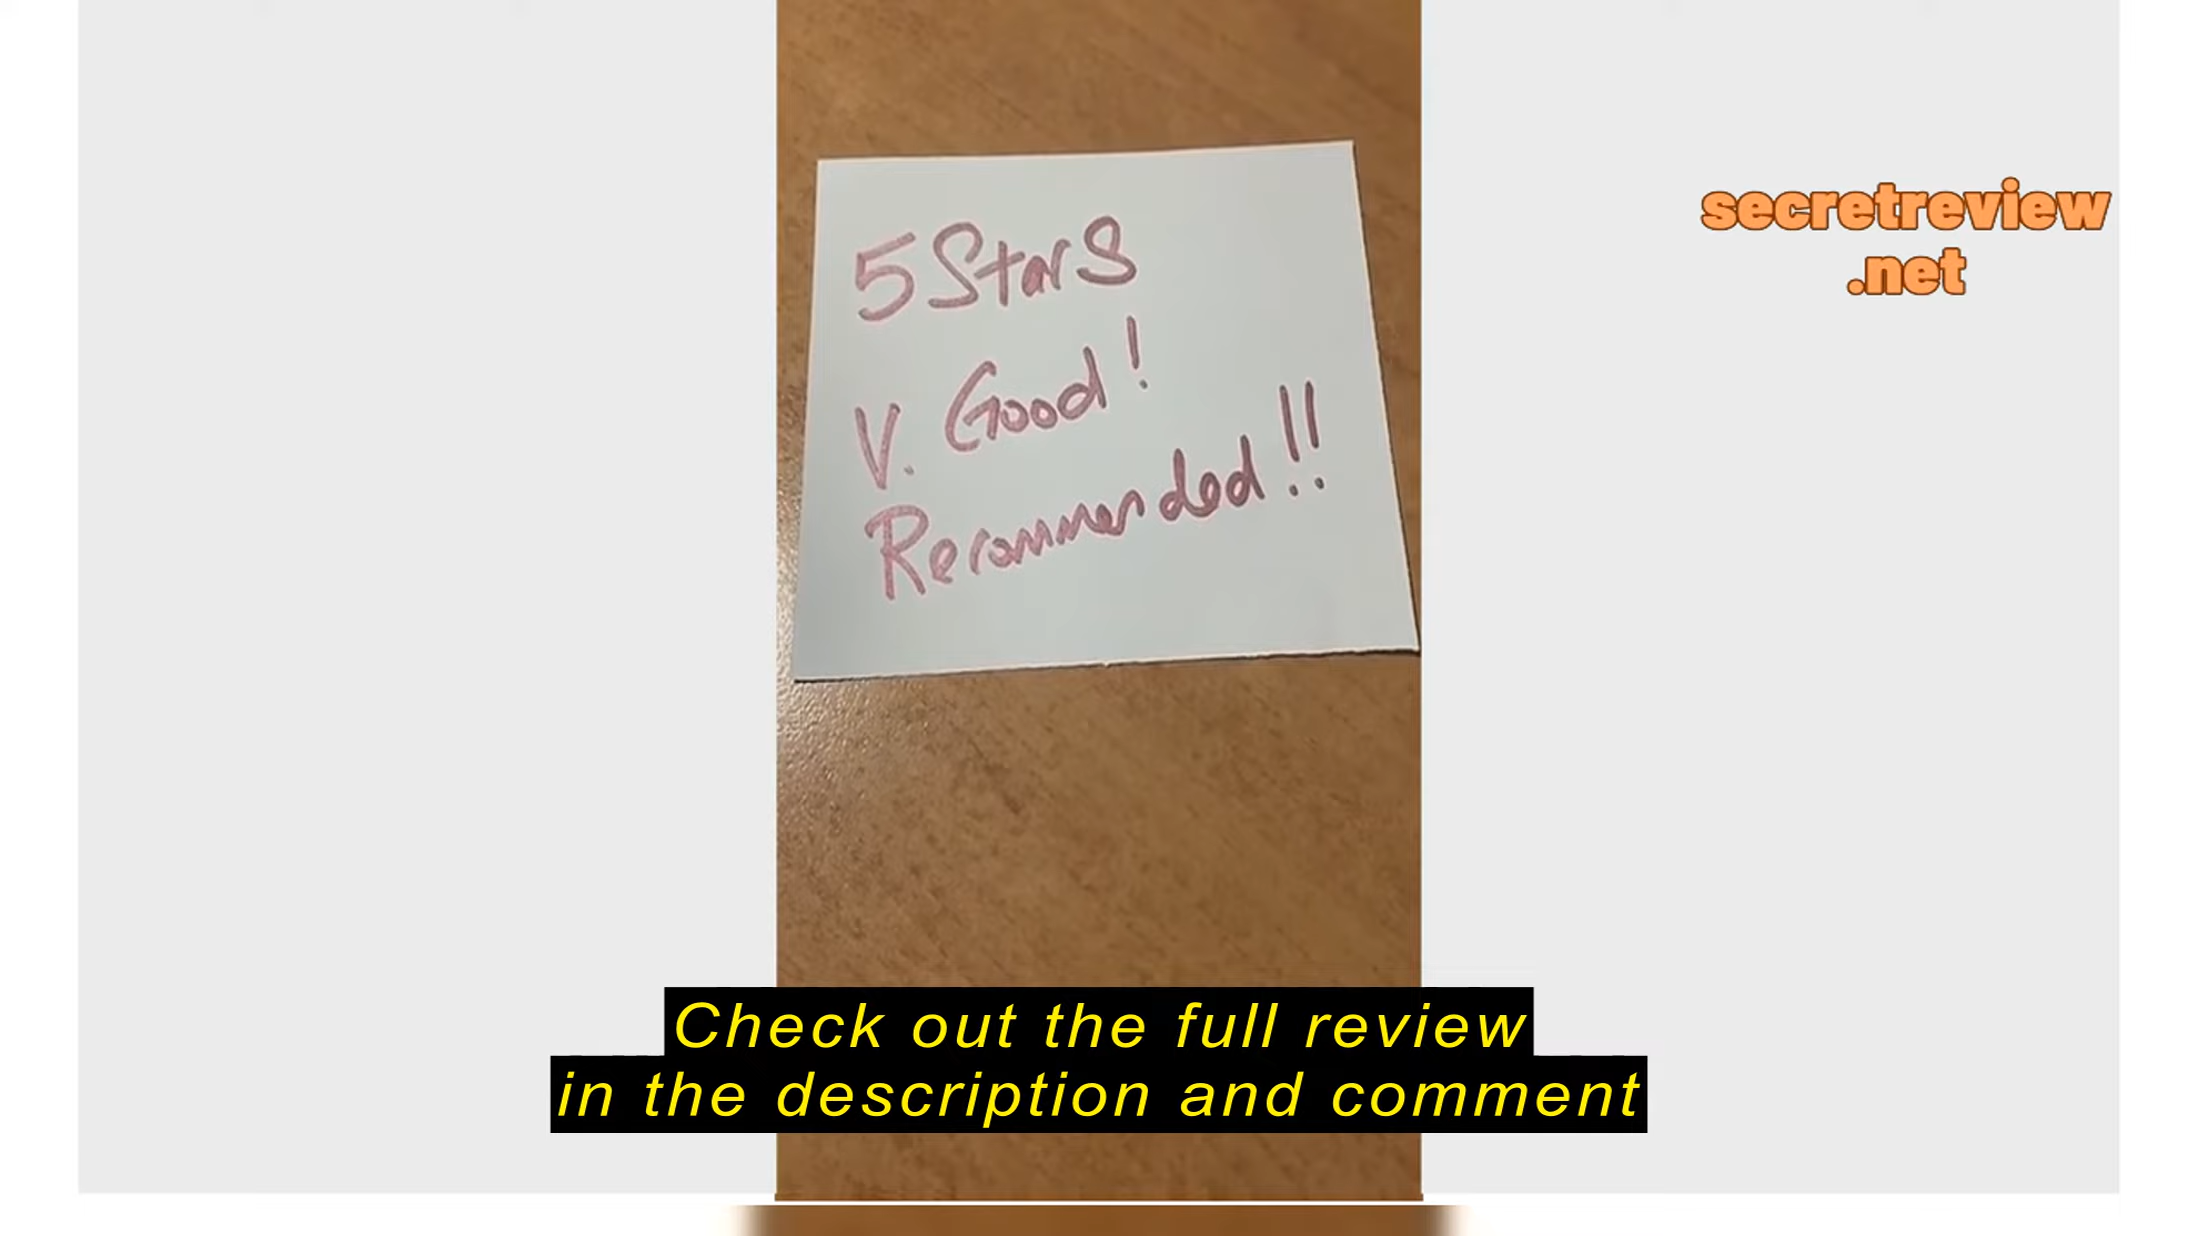 5 Stars
V. Good!
Recommended!!
secretreview
.net
Check out the full review
in the description and comment